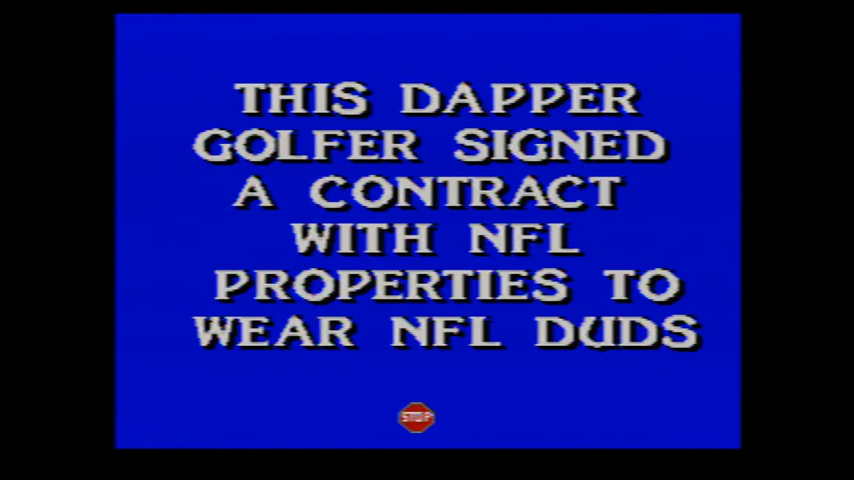 THIS DAPPER
GOLFER SIGNED
A CONTRACT
WITH NFL
PROPERTIES TO
WEAR NFL DUDS
STOP